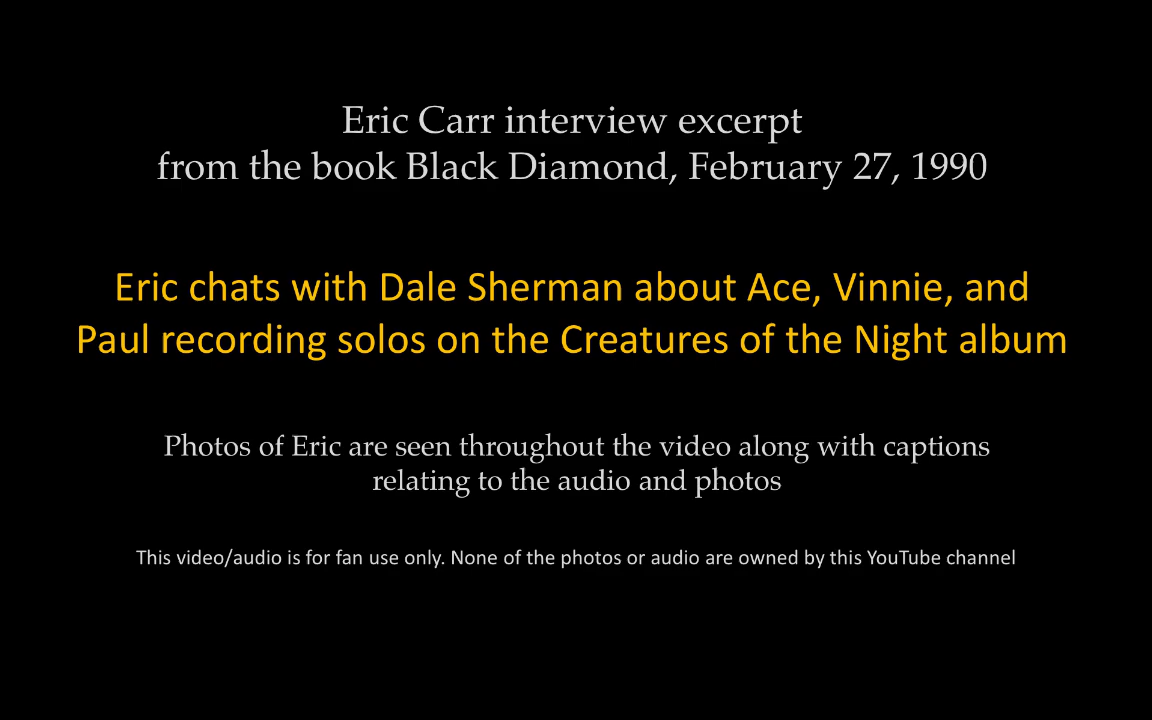 Eric Carr interview excerpt
from the book Black Diamond, February 27, 1990
Eric chats with Dale Sherman about Ace, Vinnie, and
Paul recording solos on the Creatures of the Night album
Photos of Eric are seen throughout the video along with captions
relating to the audio and photos
This video/audio is for fan use only. None of the photos or audio are owned by this YouTube channel